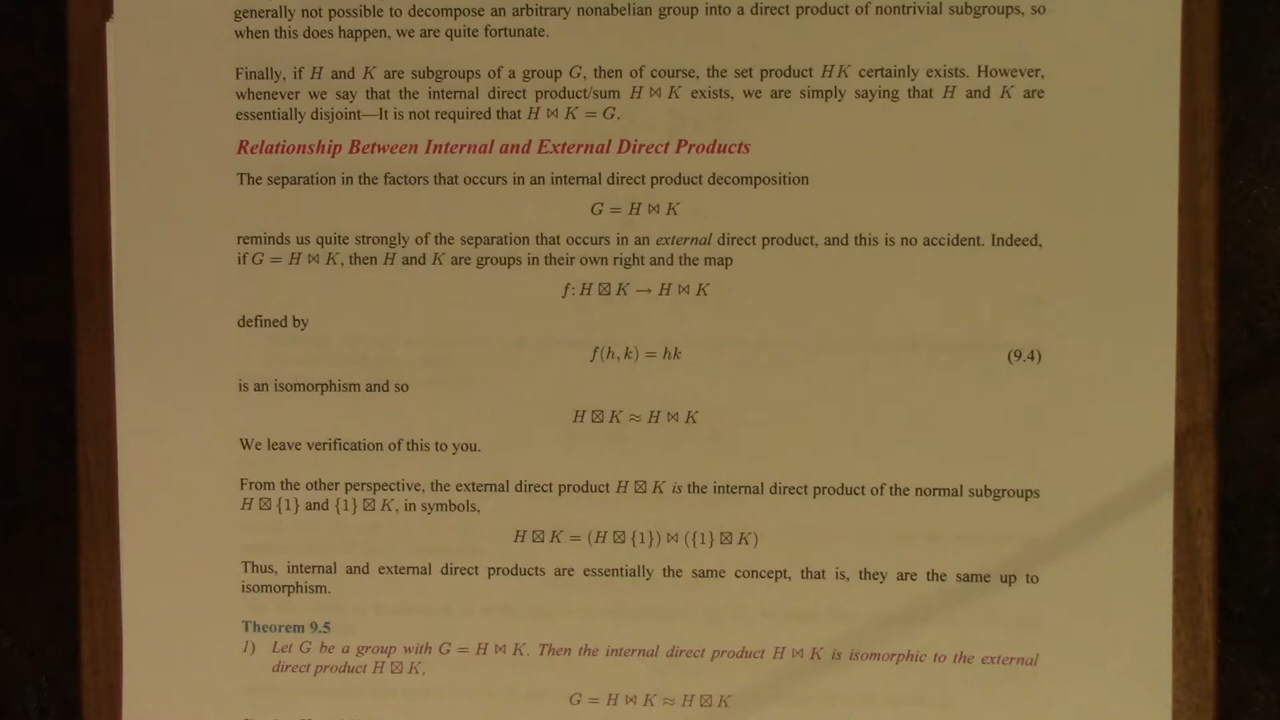 generally not possible to decompose an arbitrary nonabelian group into a direct product of nontrivial subgroups, so
when this does happen, we are quite fortunate.
Finally, if H and K are subgroups of a group G, then of course, the set product HK certainly exists. However,
whenever we say that the internal direct product/sum H ⋈ K exists, we are simply saying that H and K are
essentially disjoint—It is not required that H ⋈ K = G.
Relationship Between Internal and External Direct Products
The separation in the factors that occurs in an internal direct product decomposition
G = H ⋈ K
reminds us quite strongly of the separation that occurs in an external direct product, and this is no accident. Indeed,
if G = H ⋈ K, then H and K are groups in their own right and the map
f: H ⊠ K → H ⋈ K
defined by
f(h, k) = hk (9.4)
is an isomorphism and so
H ⊠ K ≈ H ⋈ K
We leave verification of this to you.
From the other perspective, the external direct product H ⊠ K is the internal direct product of the normal subgroups
H ⊠ {1} and {1} ⊠ K, in symbols,
H ⊠ K = (H ⊠ {1}) ⋈ ({1} ⊠ K)
Thus, internal and external direct products are essentially the same concept, that is, they are the same up to
isomorphism.
Theorem 9.5
1) Let G be a group with G = H ⋈ K. Then the internal direct product H ⋈ K is isomorphic to the external
direct product H ⊠ K,
G = H ⋈ K ≈ H ⊠ K